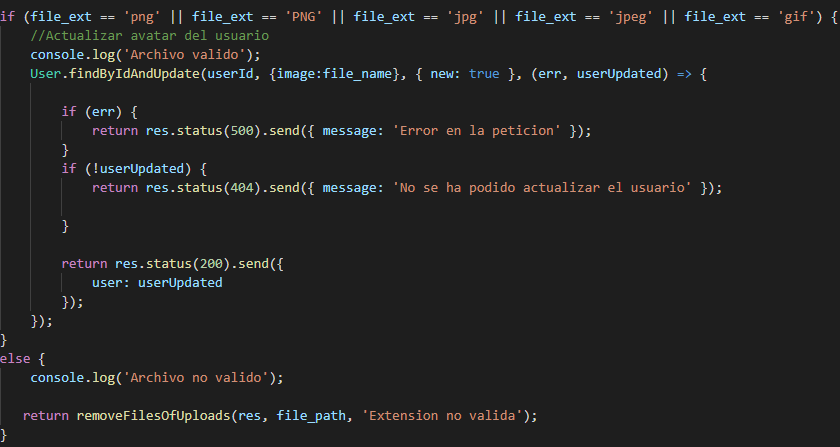 if (file_ext == 'png' || file_ext == 'PNG' || file_ext == 'jpg' || file_ext == 'jpeg' || file_ext == 'gif') {
//Actualizar avatar del usuario
console.log('Archivo valido');
User.findByIdAndUpdate(userId, {image:file_name}, { new: true }, (err, userUpdated) => {
if (err) {
return res.status(500).send({ message: 'Error en la peticion' });
}
if (!userUpdated) {
return res.status(404).send({ message: 'No se ha podido actualizar el usuario' });
}
return res.status(200).send({
user: userUpdated
});
});
}
else {
console.log('Archivo no valido');
return removeFilesOfUploads(res, file_path, 'Extension no valida');
}